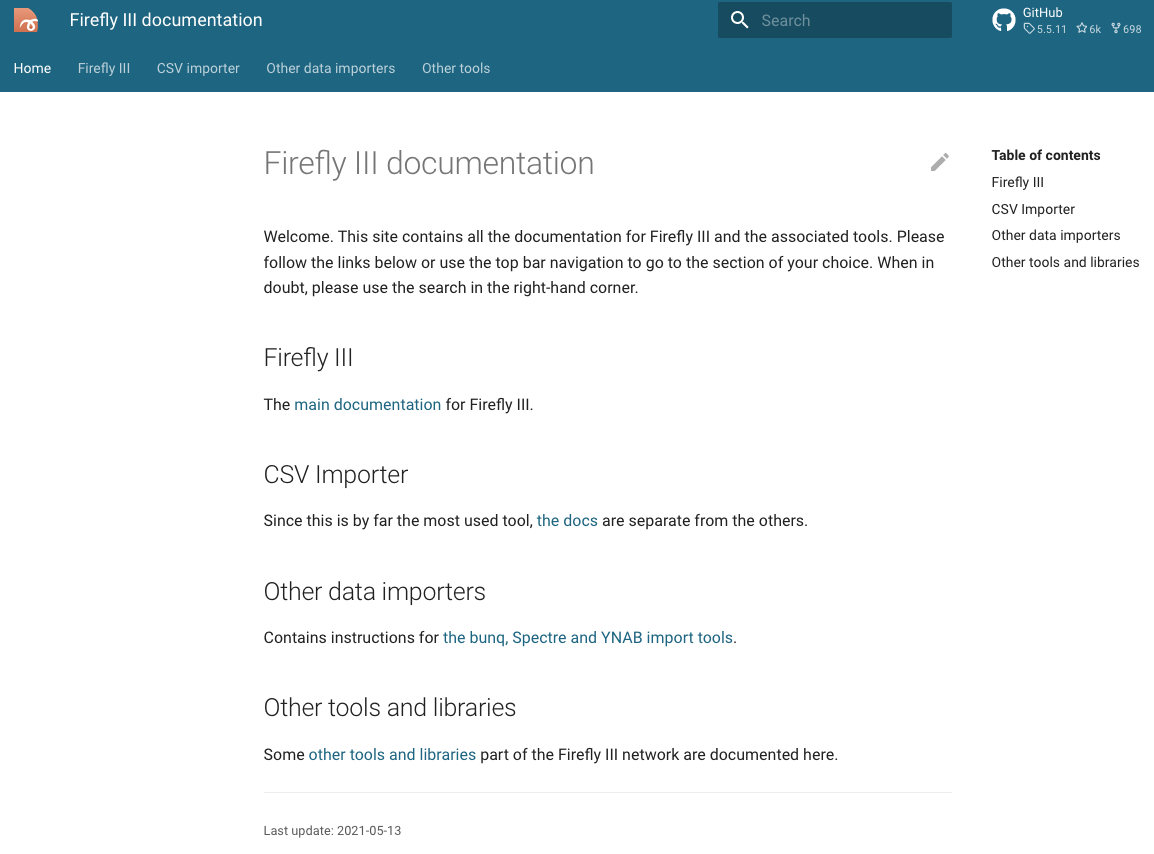 Firefly III documentation
Search
GitHub
5.5.11 6k 698
Home Firefly III CSV importer Other data importers Other tools
Firefly III documentation
Welcome. This site contains all the documentation for Firefly III and the associated tools. Please
follow the links below or use the top bar navigation to go to the section of your choice. When in
doubt, please use the search in the right-hand corner.
Firefly III
The main documentation for Firefly III.
CSV Importer
Since this is by far the most used tool, the docs are separate from the others.
Other data importers
Contains instructions for the bunq, Spectre and YNAB import tools.
Other tools and libraries
Some other tools and libraries part of the Firefly III network are documented here.
Last update: 2021-05-13
Table of contents
Firefly III
CSV Importer
Other data importers
Other tools and libraries